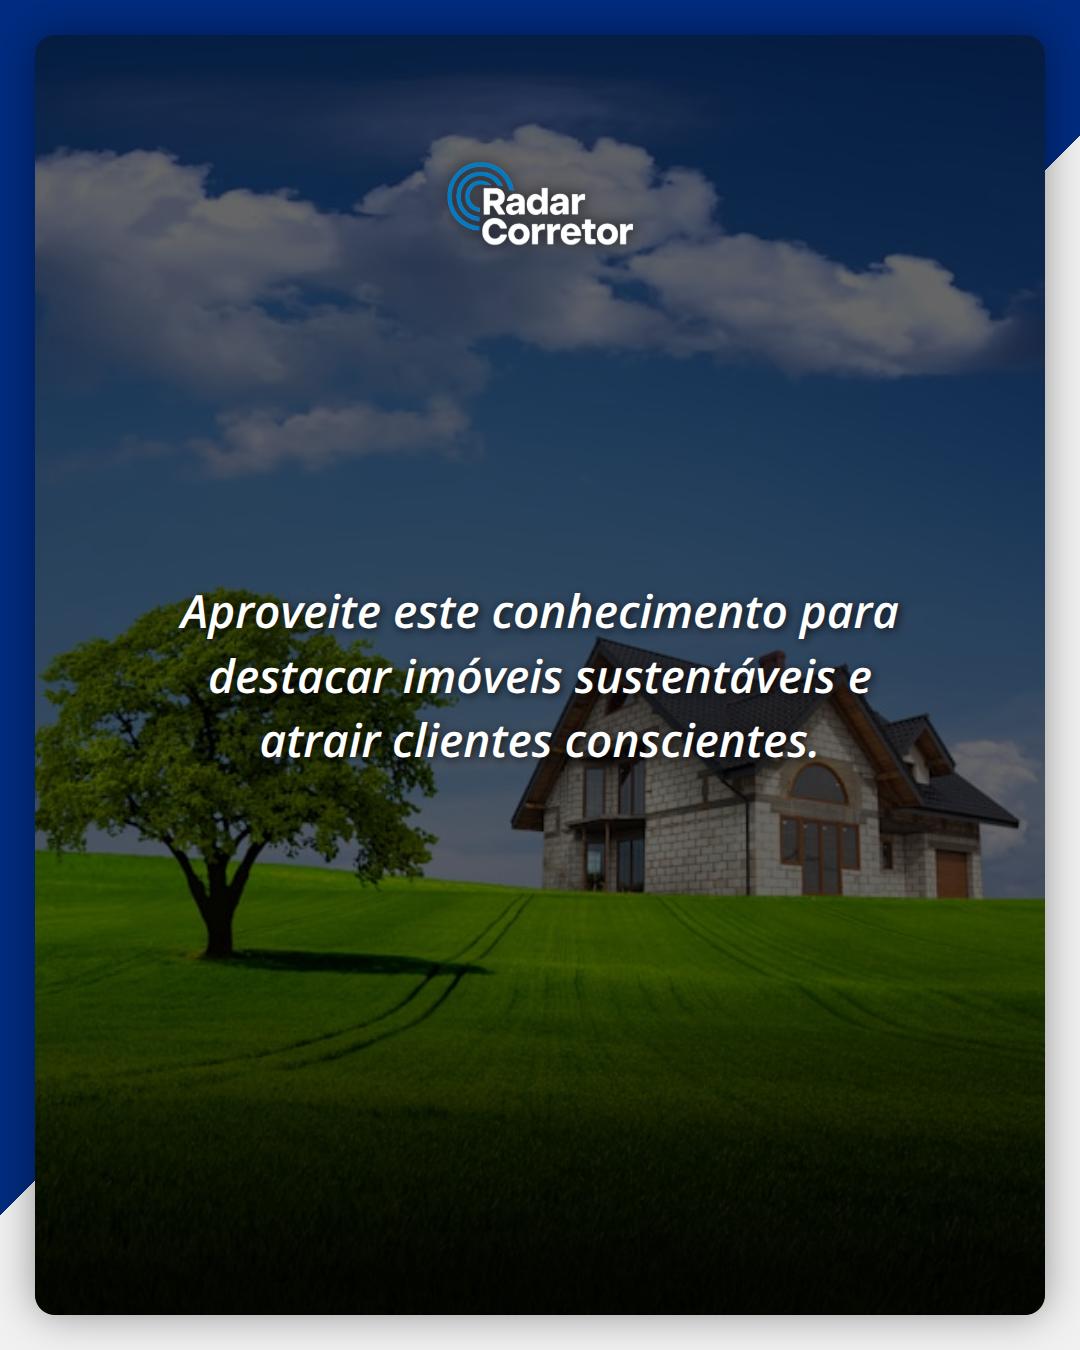 Radar
Corretor
Aproveite este conhecimento para
destacar imóveis sustentáveis e
atrair clientes conscientes.